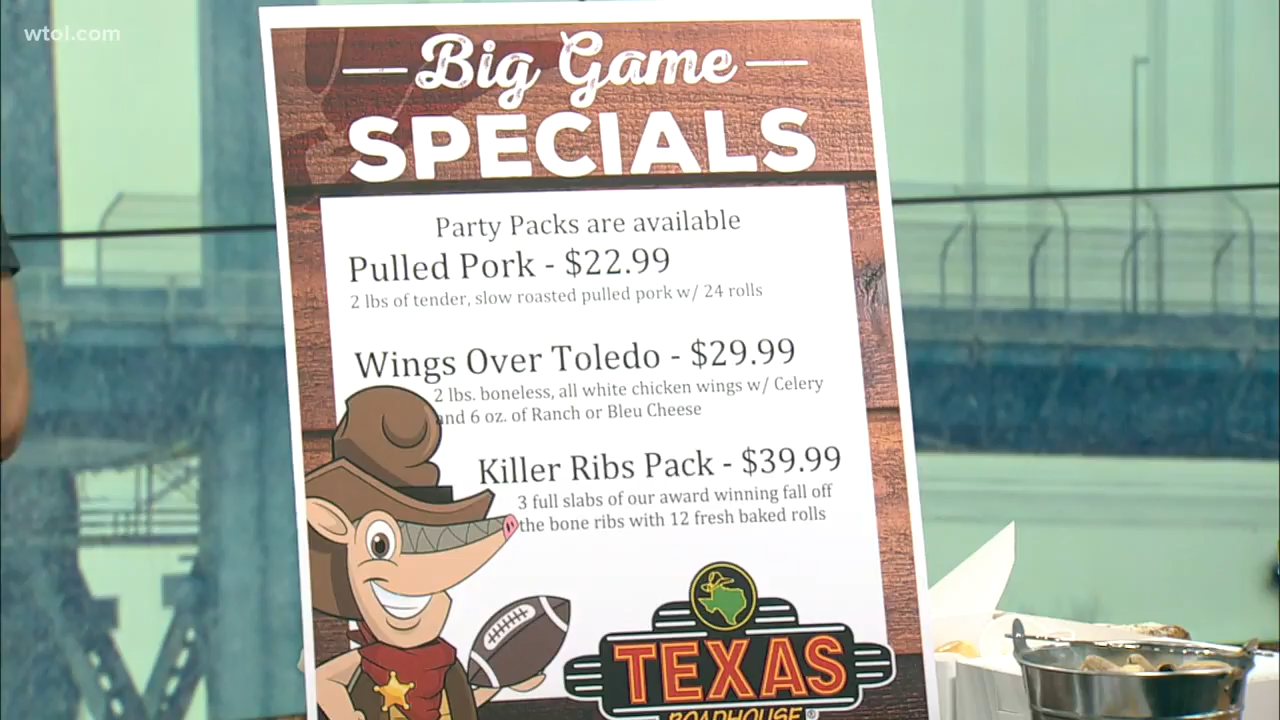 wtol.com
Big Game
SPECIALS
Party Packs are available
Pulled Pork - $22.99
2 lbs of tender, slow roasted pulled pork w/ 24 rolls
Wings Over Toledo - $29.99
2 lbs. boneless, all white chicken wings w/ Celery
and 6 oz. of Ranch or Bleu Cheese
Killer Ribs Pack - $39.99
3 full slabs of our award winning fall off
the bone ribs with 12 fresh baked rolls
TEXAS
ROADHOUSE®